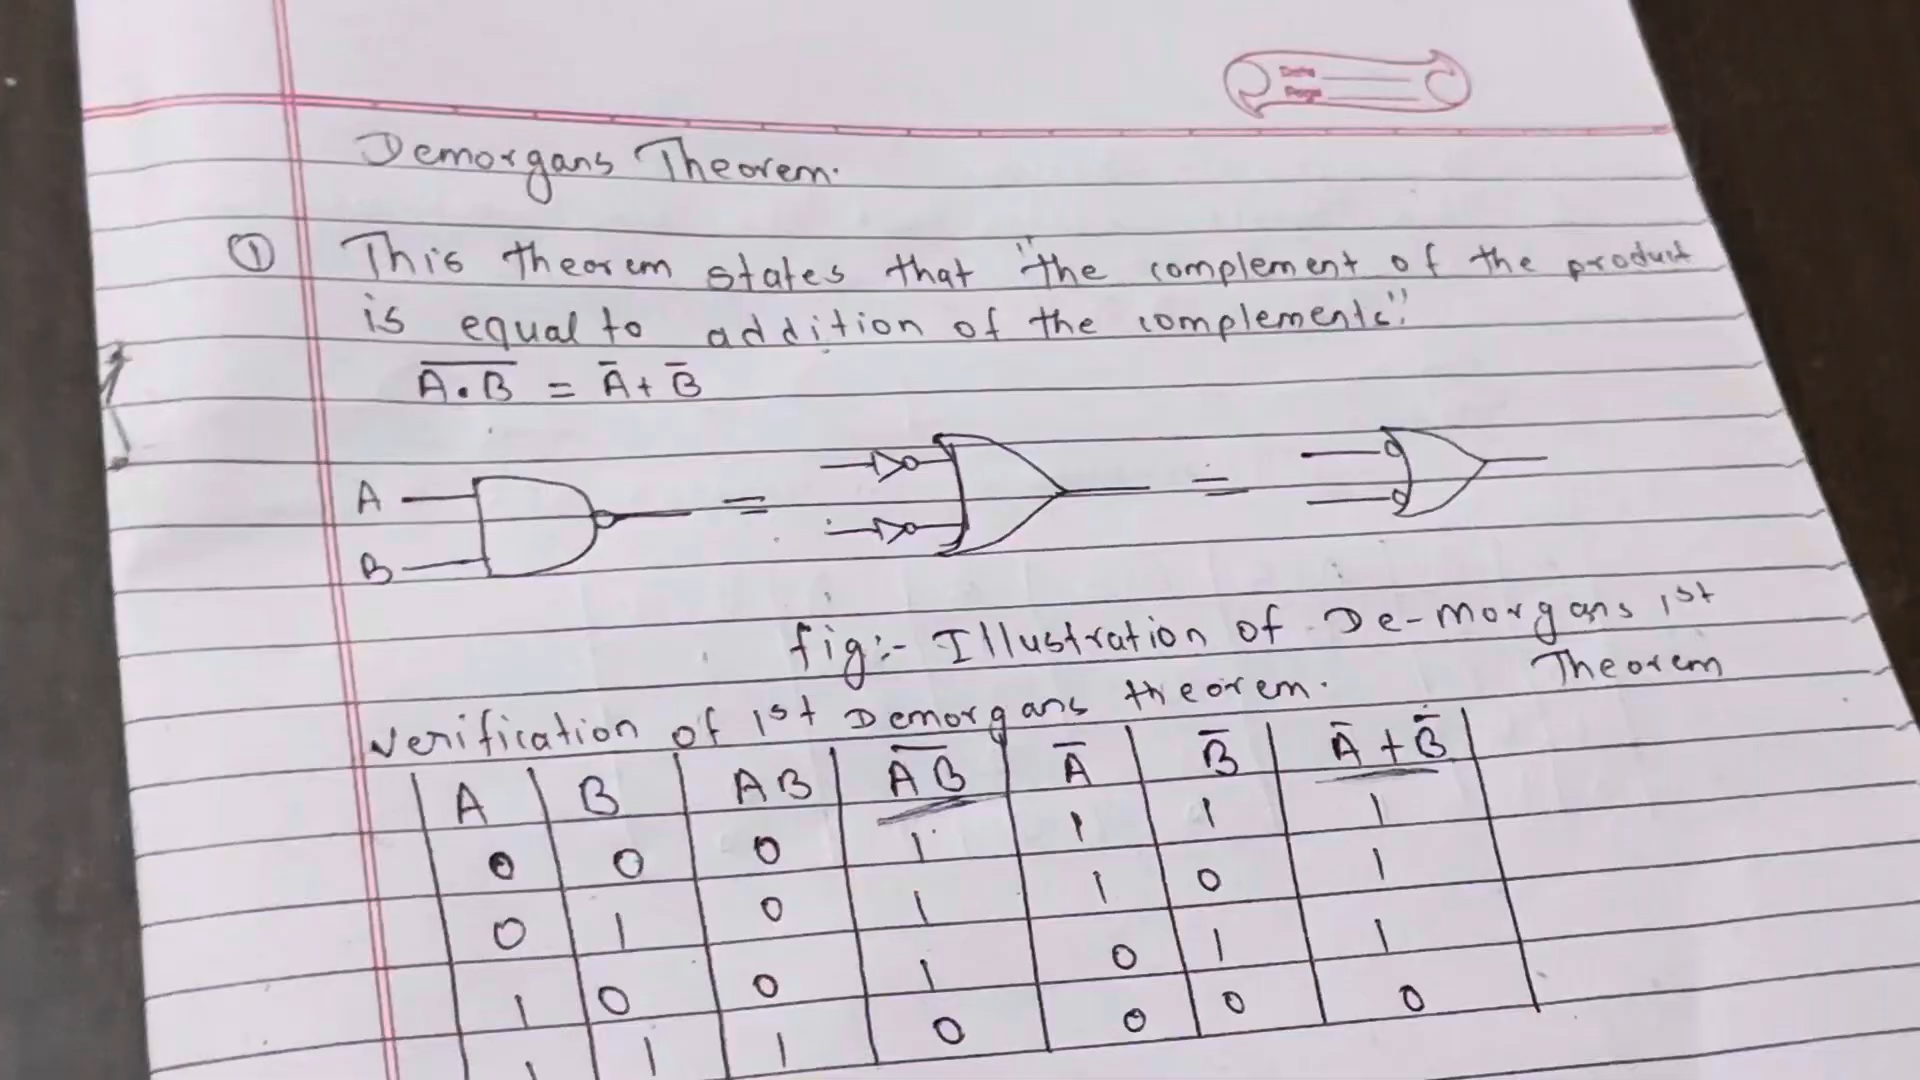 Date
Page
Demorgans Theorem.
① This theorem states that "the complement of the product
is equal to addition of the complements."
A̅ ̅•̅ ̅B̅ = A̅ + B̅
A
B
=
=
fig:- Illustration of De-morgans 1st
Theorem
verification of 1st Demorgans theorem.
A B AB A̅B̅ A̅ B̅ A̅ + B̅
0 0 0 1 1 1 1
0 1 0 1 1 0 1
1 0 0 1 0 1 1
1 1 1 0 0 0 0